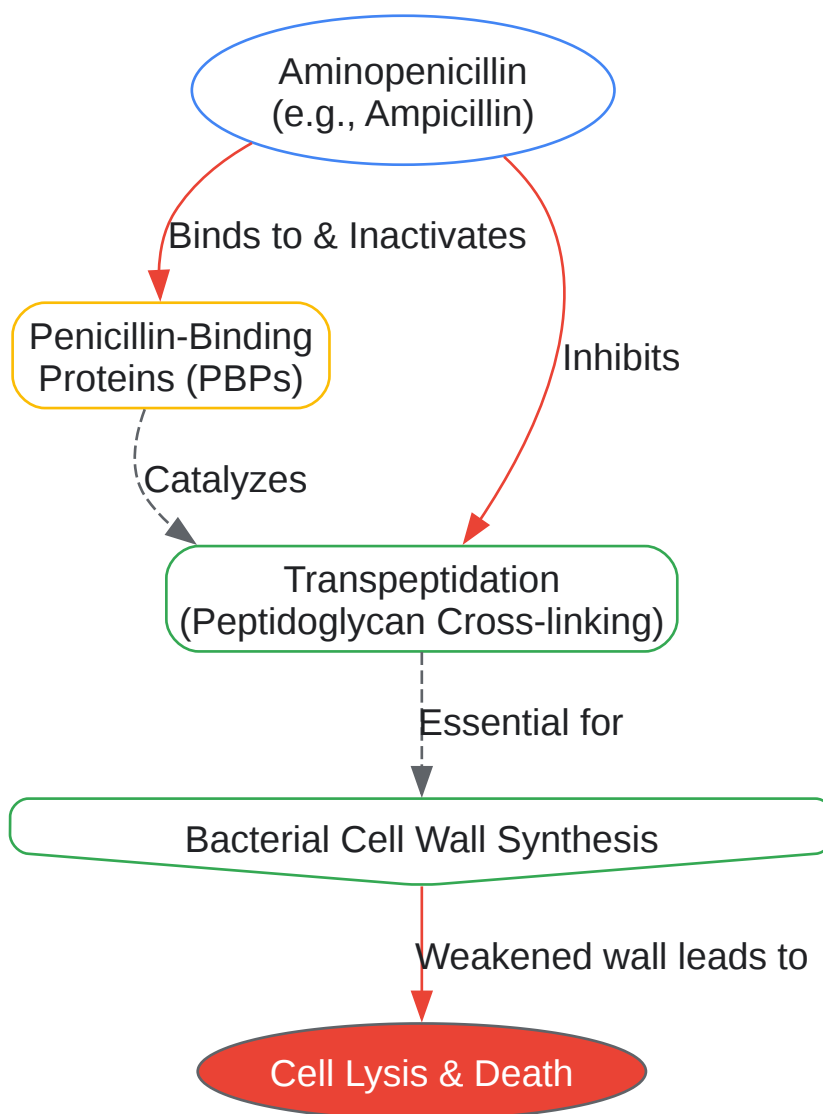 Aminopenicillin
(e.g., Ampicillin)
Binds to & Inactivates
Penicillin-Binding
Proteins (PBPs)
Inhibits
Catalyzes
Transpeptidation
(Peptidoglycan Cross-linking)
Essential for
Bacterial Cell Wall Synthesis
Weakened wall leads to
Cell Lysis & Death